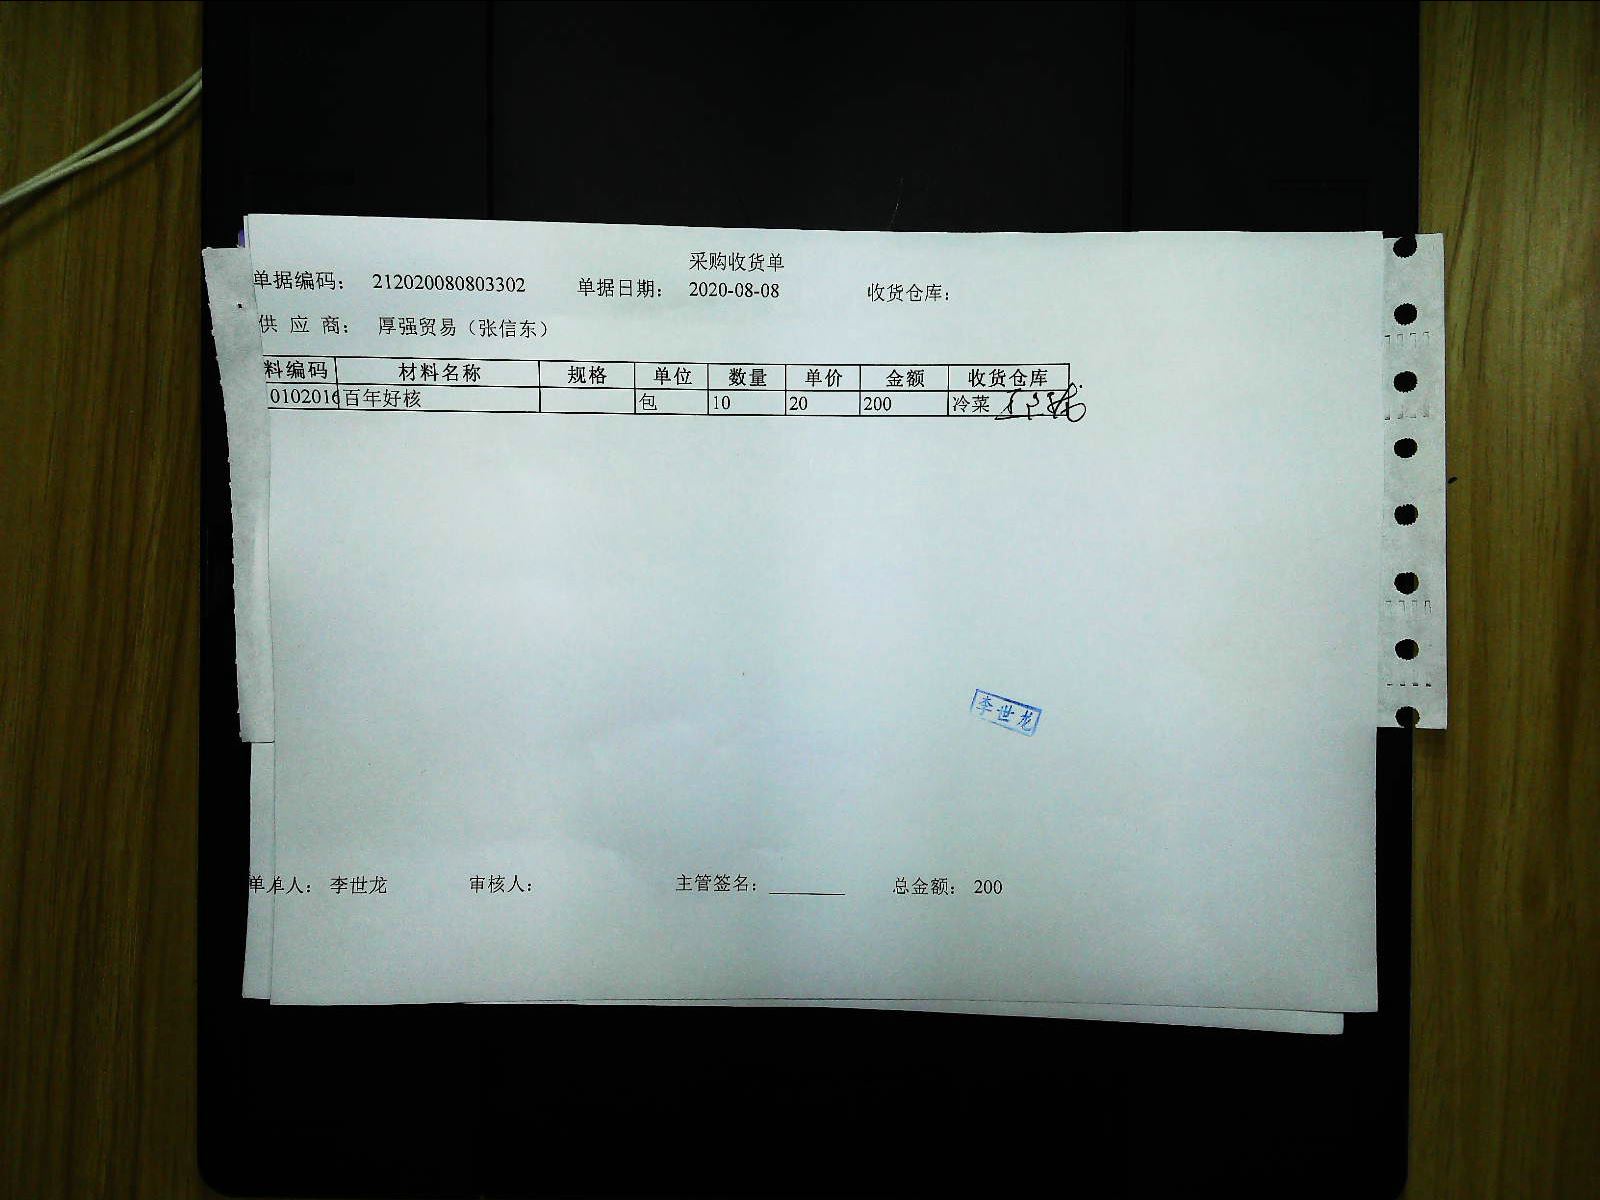 采购收货单
单据编码： 212020080803302 单据日期： 2020-08-08 收货仓库：
供 应 商： 厚强贸易（张信东）
料编码 材料名称 规格 单位 数量 单价 金额 收货仓库
0102016 百年好核 包 10 20 200 冷菜
李世龙
单单人： 李世龙 审核人： 主管签名： 总金额： 200